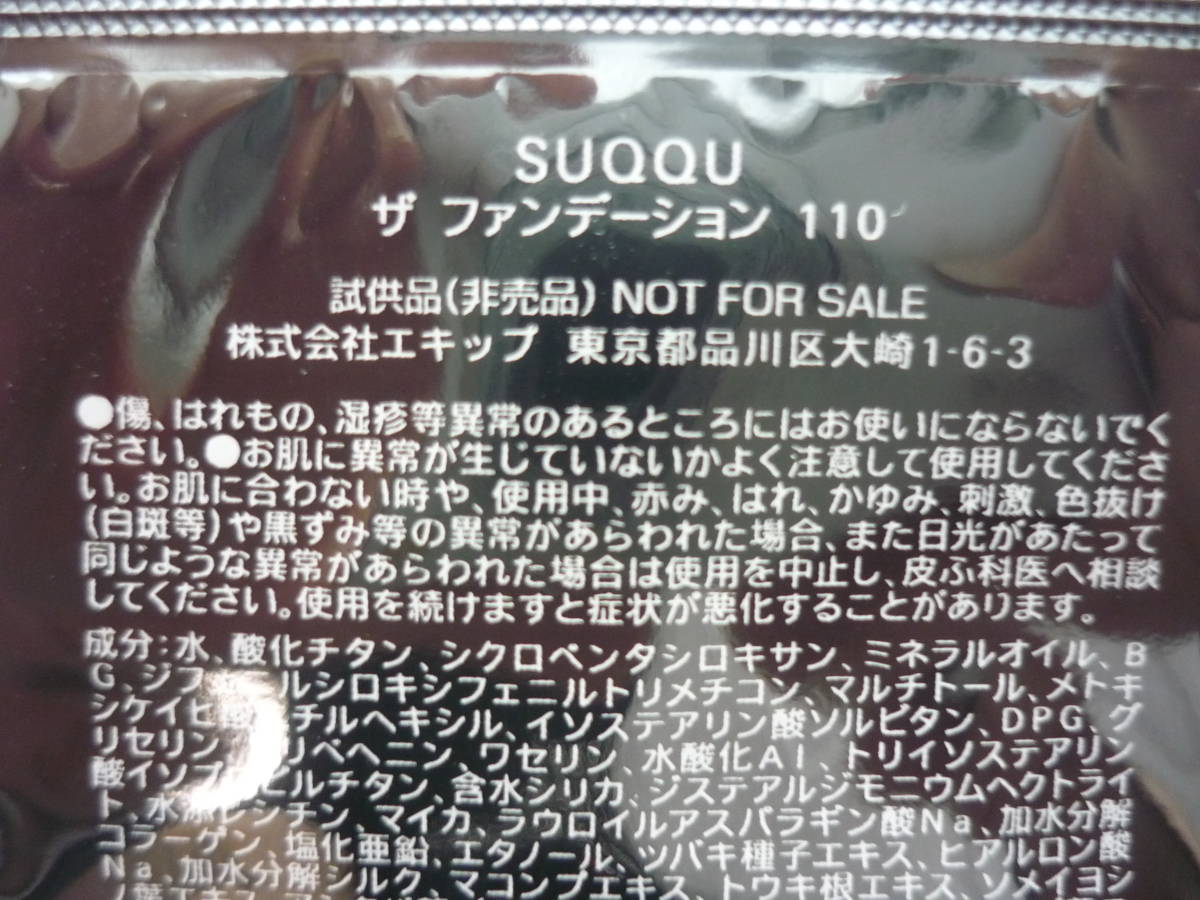 SUQQU
ザ ファンデーション 110
試供品(非売品) NOT FOR SALE
株式会社エキップ 東京都品川区大崎1-6-3
●傷、はれもの、湿疹等異常のあるところにはお使いにならないでく
ださい。●お肌に異常が生じていないかよく注意して使用してくださ
い。お肌に合わない時や、使用中、赤み、はれ、かゆみ、刺激、色抜け
(白斑等)や黒ずみ等の異常があらわれた場合、また日光があたって
同じような異常があらわれた場合は使用を中止し、皮ふ科医へ相談
してください。使用を続けますと症状が悪化することがあります。
成分:水、酸化チタン、シクロペンタシロキサン、ミネラルオイル、B
G、ジフェ ルシロキシフェニルトリメチコン、マルチトール、メトキ
シケイヒ酸 チルヘキシル、イソステアリン酸ソルビタン、DPG、グ
リセリン、 リベヘニン、ワセリン、水酸化Al、トリイソステアリン
酸イソプロピルチタン、含水シリカ、ジステアルジモニウムヘクトライ
ト、水添レシチン、マイカ、ラウロイルアスパラギン酸Na、加水分解
コラーゲン、塩化亜鉛、エタノール、ツバキ種子エキス、ヒアルロン酸
Na、加水分解シルク、マコンブエキス、トウキ根エキス、ソメイヨシ
ノ葉エキス